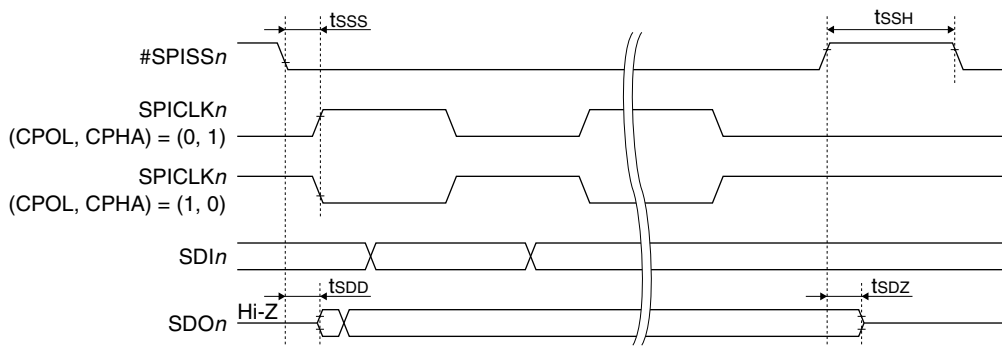 tSSS
tSSH
#SPISSn
SPICLKn
(CPOL, CPHA) = (0, 1)
SPICLKn
(CPOL, CPHA) = (1, 0)
SDIn
tSDD
tSDZ
Hi-Z
SDOn